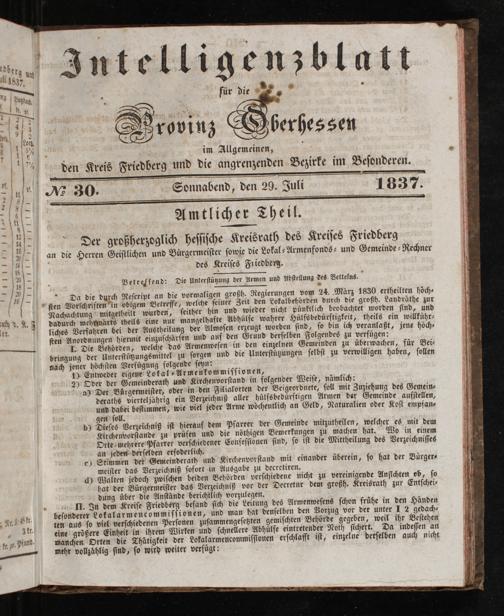 Intelligenzblatt
für die
Provinz Oberhessen
im Allgemeinen,
den Kreis Friedberg und die angrenzenden Bezirke im Besonderen.
№ 30. Sonnabend, den 29. Juli 1837.
Amtlicher Theil.
Der großherzoglich hessische Kreisrath des Kreises Friedberg
an die Herren Geistlichen und Bürgermeister sowie die Lokal-Armenfonds- und Gemeinde-Rechner
des Kreises Friedberg.
Betreffend: Die Unterstützung der Armen und Abstellung des Bettelns.
Da die durch Rescript an die vormaligen großh. Regierungen vom 24. März 1830 ertheilten höch-
sten Vorschriften in obigem Betreffe, welche seiner Zeit den Lokalbehörden durch die großh. Landräthe zur
Nachachtung mitgetheilt wurden, seither hin und wieder nicht pünktlich beobachtet worden sind, und
dadurch mehrwärts theils eine nur mangelhafte Abhülfe wahrer Hülfsbedürftigkeit, theils ein willkühr-
liches Verfahren bei der Austheilung der Almosen erzeugt worden sind, so bin ich veranlaßt, jene höch-
sten Anordnungen hiermit einzuschärfen und auf den Grund derselben Folgendes zu verfügen:
I. Die Behörden, welche das Armenwesen in den einzelnen Gemeinden zu überwachen, für Bei-
bringung der Unterstützungsmittel zu sorgen und die Unterstützungen selbst zu verwilligen haben, sollen
nach jener höchsten Verfügung folgende seyn:
1) Entweder eigene Lokal-Armenkommissionen,
2) Oder der Gemeinderath und Kirchenvorstand in folgender Weise, nämlich:
a) Der Bürgermeister, oder in den Filialorten der Beigeordnete, soll mit Zuziehung des Gemein-
deraths vierteljährig ein Verzeichniß aller hülfsbedürftigen Armen der Gemeinde aufstellen,
und dabei bestimmen, wie viel jeder Arme wöchentlich an Geld, Naturalien oder Kost empfan-
gen soll.
b) Dieses Verzeichniß ist hierauf dem Pfarrer der Gemeinde mitzutheilen, welcher es mit dem
Kirchenvorstande zu prüfen und die nöthigen Bemerkungen zu machen hat. Wo in einem
Orte mehrere Pfarrer verschiedener Confessionen sind, so ist die Mittheilung des Verzeichnisses
an jeden derselben erforderlich.
c) Stimmen der Gemeinderath und Kirchenvorstand mit einander überein, so hat der Bürger-
meister das Verzeichniß sofort in Ausgabe zu decretiren.
d) Walten jedoch zwischen beiden Behörden verschiedene nicht zu vereinigende Ansichten ob, so
hat der Bürgermeister das Verzeichniß vor der Decretur dem großh. Kreisrath zur Entschei-
dung über die Anstände berichtlich vorzulegen.
II. In dem Kreise Friedberg befand sich die Leitung des Armenwesens schon frühe in den Händen
besonderer Lokalarmencommissionen, und man hat denselben den Vorzug vor der unter I 2 gedach-
ten aus so viel verschiedenen Personen zusammengesetzten gemischten Behörde gegeben, weil ihr Bestehen
eine größere Einheit in ihrem Wirken und schnellere Abhülfe eintretender Noth sichert. Da indessen an
manchen Orten die Thätigkeit der Lokalarmencommissionen erschlafft ist, einzelne derselben auch nicht
mehr vollzählig sind, so wird weiter verfügt: